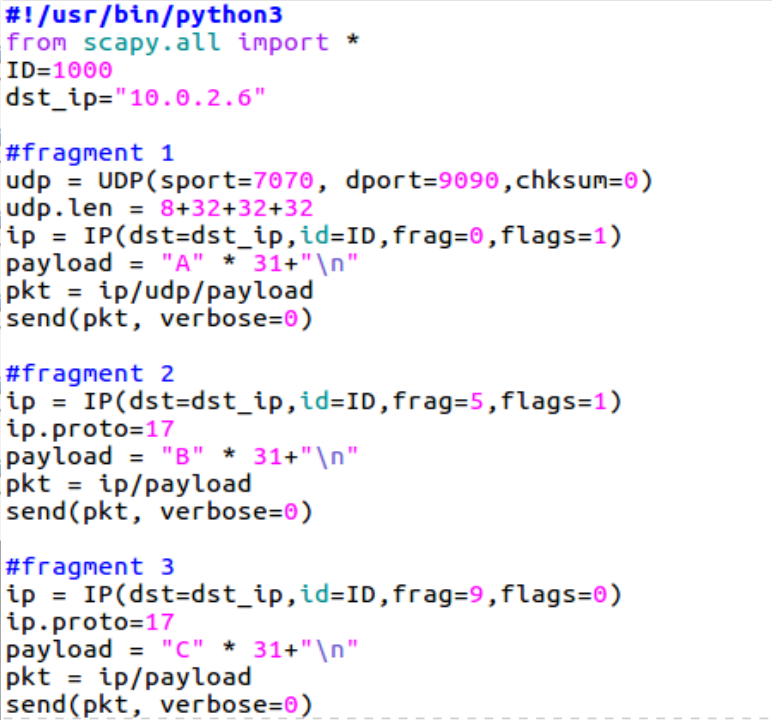 #!/usr/bin/python3
from scapy.all import *
ID=1000
dst_ip="10.0.2.6"

#fragment 1
udp = UDP(sport=7070, dport=9090,chksum=0)
udp.len = 8+32+32+32
ip = IP(dst=dst_ip,id=ID,frag=0,flags=1)
payload = "A" * 31+"\n"
pkt = ip/udp/payload
send(pkt, verbose=0)

#fragment 2
ip = IP(dst=dst_ip,id=ID,frag=5,flags=1)
ip.proto=17
payload = "B" * 31+"\n"
pkt = ip/payload
send(pkt, verbose=0)

#fragment 3
ip = IP(dst=dst_ip,id=ID,frag=9,flags=0)
ip.proto=17
payload = "C" * 31+"\n"
pkt = ip/payload
send(pkt, verbose=0)